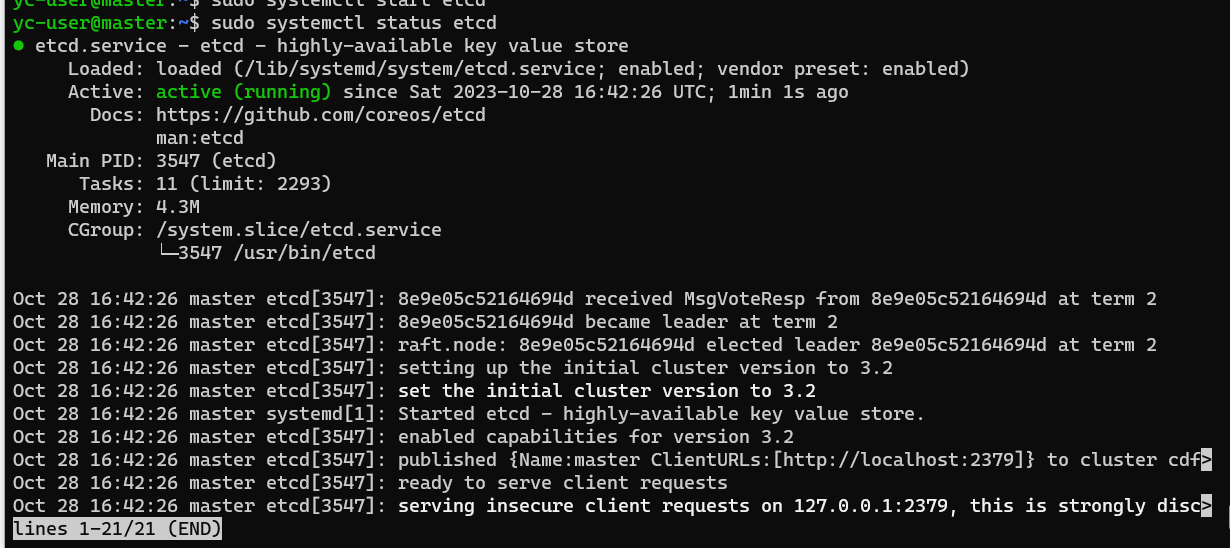 yc-user@master:~$ sudo systemctl start etcd
yc-user@master:~$ sudo systemctl status etcd
● etcd.service - etcd - highly-available key value store
     Loaded: loaded (/lib/systemd/system/etcd.service; enabled; vendor preset: enabled)
     Active: active (running) since Sat 2023-10-28 16:42:26 UTC; 1min 1s ago
       Docs: https://github.com/coreos/etcd
             man:etcd
   Main PID: 3547 (etcd)
      Tasks: 11 (limit: 2293)
     Memory: 4.3M
     CGroup: /system.slice/etcd.service
             └─3547 /usr/bin/etcd
Oct 28 16:42:26 master etcd[3547]: 8e9e05c52164694d received MsgVoteResp from 8e9e05c52164694d at term 2
Oct 28 16:42:26 master etcd[3547]: 8e9e05c52164694d became leader at term 2
Oct 28 16:42:26 master etcd[3547]: raft.node: 8e9e05c52164694d elected leader 8e9e05c52164694d at term 2
Oct 28 16:42:26 master etcd[3547]: setting up the initial cluster version to 3.2
Oct 28 16:42:26 master etcd[3547]: set the initial cluster version to 3.2
Oct 28 16:42:26 master systemd[1]: Started etcd - highly-available key value store.
Oct 28 16:42:26 master etcd[3547]: enabled capabilities for version 3.2
Oct 28 16:42:26 master etcd[3547]: published {Name:master ClientURLs:[http://localhost:2379]} to cluster cdf>
Oct 28 16:42:26 master etcd[3547]: ready to serve client requests
Oct 28 16:42:26 master etcd[3547]: serving insecure client requests on 127.0.0.1:2379, this is strongly disc>
lines 1-21/21 (END)